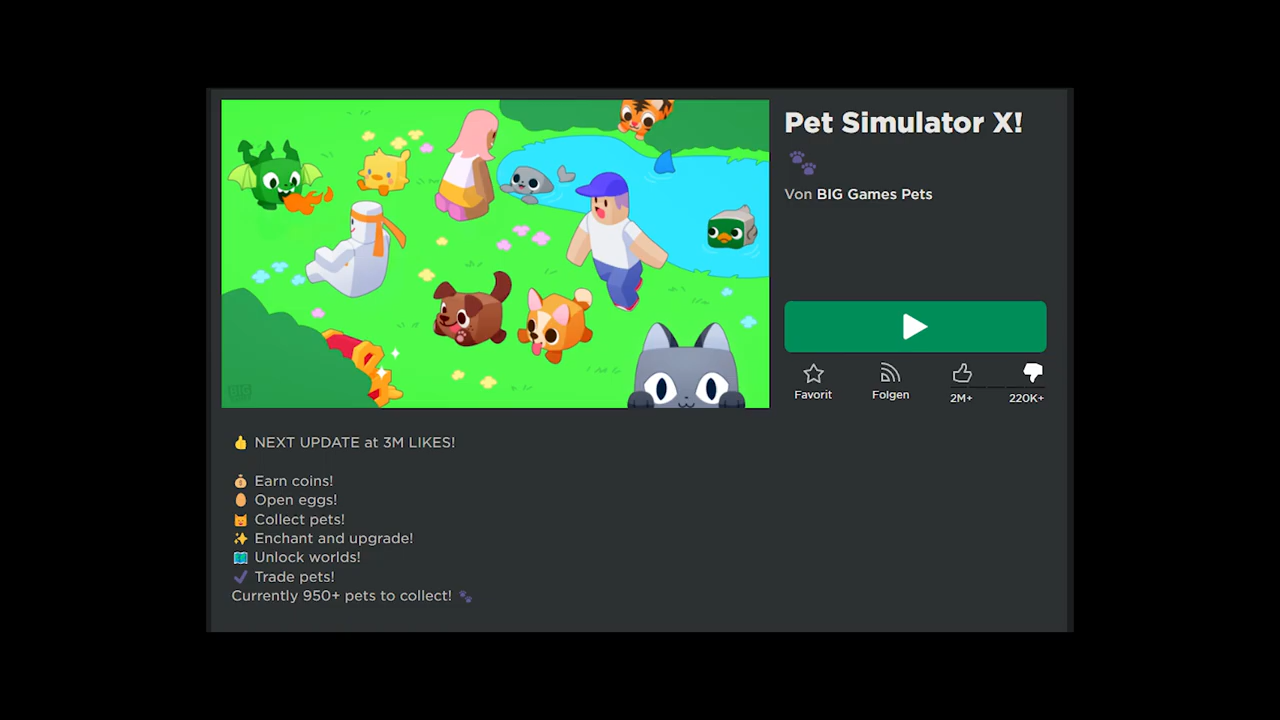 Pet Simulator X!
🐾
Von BIG Games Pets
Favorit
Folgen
2M+
220K+
👍 NEXT UPDATE at 3M LIKES!
💰 Earn coins!
🥚 Open eggs!
😺 Collect pets!
✨ Enchant and upgrade!
🗺️ Unlock worlds!
✔️ Trade pets!
Currently 950+ pets to collect! 🐾
BIG